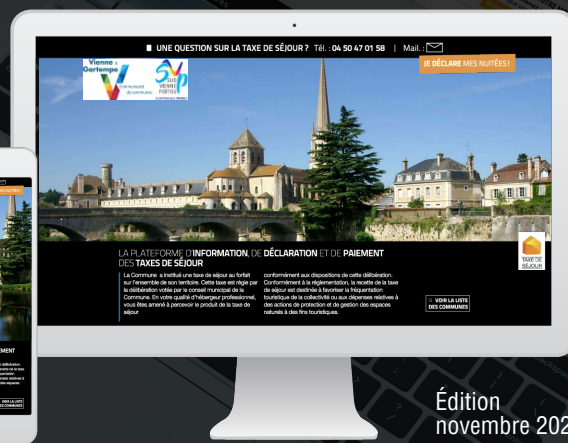 UNE QUESTION SUR LA TAXE DE SÉJOUR ? Tél. : 04 50 47 01 58 | Mail. :
JE DÉCLARE MES NUITÉES !
Vienne &
Gartempe
Communauté
de communes
SUD
VIENNE
POITOU
LA PLATEFORME D'INFORMATION, DE DÉCLARATION ET DE PAIEMENT
DES TAXES DE SÉJOUR
La Commune a institué une taxe de séjour au forfait
sur l'ensemble de son territoire. Cette taxe est régie par
la délibération votée par le conseil municipal de la
Commune. En votre qualité d'hébergeur professionnel,
vous êtes amené à percevoir le produit de la taxe de
séjour
conformément aux dispositions de cette délibération.
Conformément à la réglementation, la recette de la taxe
de séjour est destinée à favoriser la fréquentation
touristique de la collectivité ou aux dépenses relatives à
des actions de protection et de gestion des espaces
naturels à des fins touristiques.
TAXE DE
SÉJOUR
VOIR LA LISTE
DES COMMUNES
Édition
novembre 202